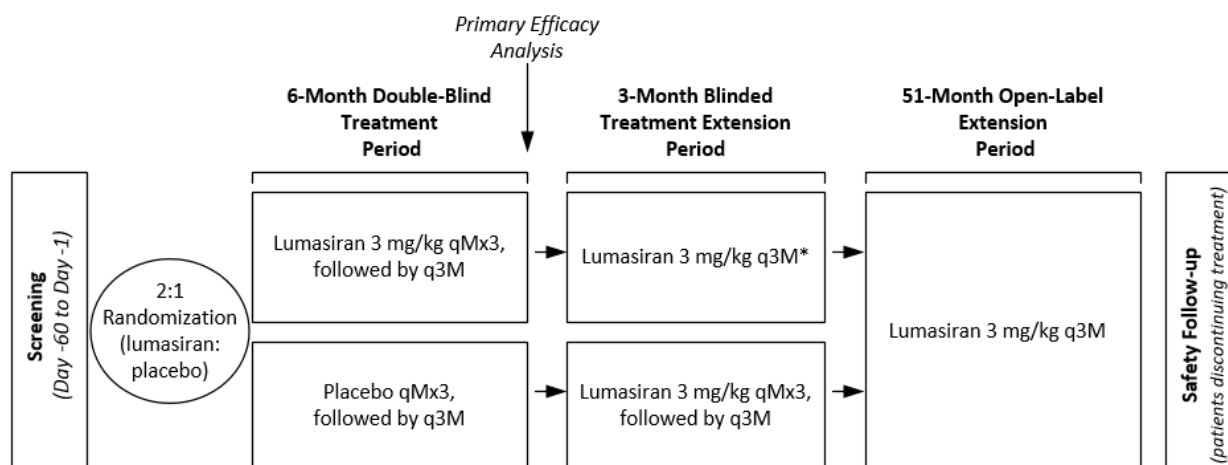 Primary Efficacy
Analysis
6-Month Double-Blind
Treatment
Period
3-Month Blinded
Treatment Extension
Period
51-Month Open-Label
Extension
Period
Screening
(Day -60 to Day -1)
2:1
Randomization
(lumasiran:
placebo)
Lumasiran 3 mg/kg qMx3,
followed by q3M
Lumasiran 3 mg/kg q3M*
Placebo qMx3,
followed by q3M
Lumasiran 3 mg/kg qMx3,
followed by q3M
Lumasiran 3 mg/kg q3M
Safety Follow-up
(patients discontinuing treatment)